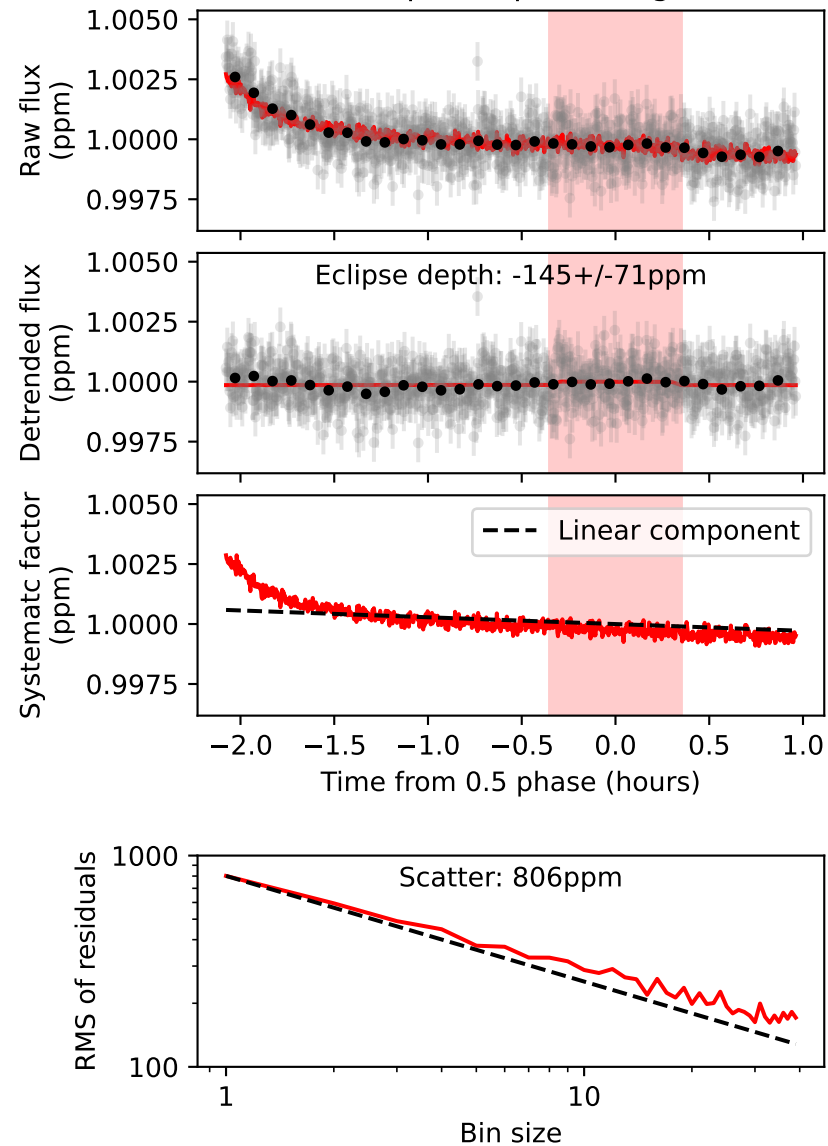 1.0050
1.0025
1.0000
0.9975
Raw flux
(ppm)
1.0050
1.0025
1.0000
0.9975
Detrended flux
(ppm)
Eclipse depth: -145+/-71ppm
1.0050
1.0025
1.0000
0.9975
Systematc factor
(ppm)
Linear component
−2.0 −1.5 −1.0 −0.5 0.0 0.5 1.0
Time from 0.5 phase (hours)
1000
100
RMS of residuals
Scatter: 806ppm
1 10
Bin size